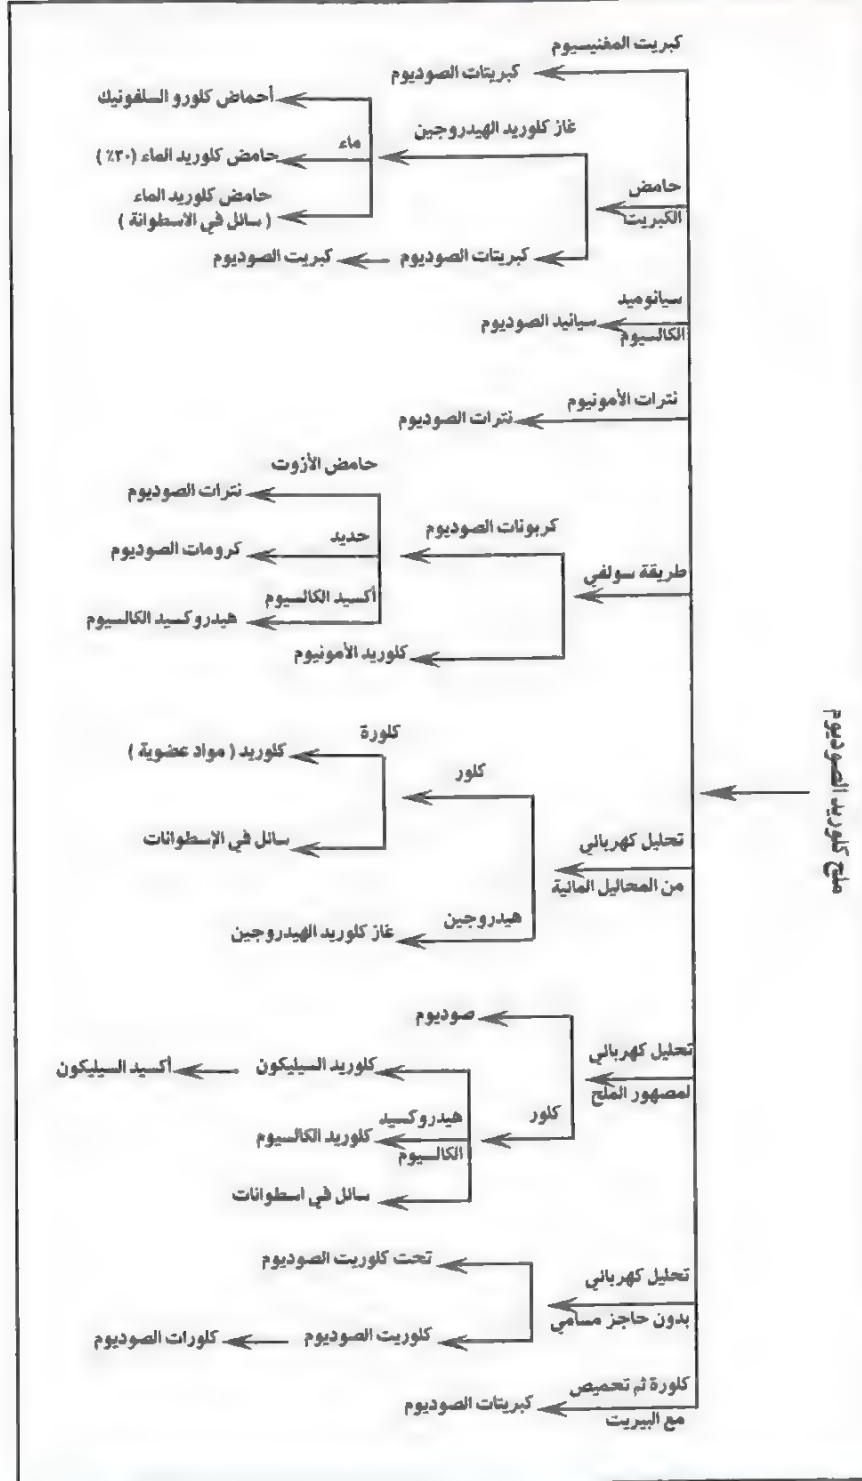 ملح كلوريد الصوديوم
كبريت المغنيسيوم
كبريتات الصوديوم
حامض
الكبريت
غاز كلوريد الهيدروجين
ماء
أحماض كلورو السلفونيك
حامض كلوريد الماء (٣٠٪)
حامض كلوريد الماء
(سائل في الاسطوانة)
كبريتات الصوديوم
كبريت الصوديوم
سيانوميد
الكالسيوم
سيانيد الصوديوم
نترات الأمونيوم
نترات الصوديوم
طريقة سولفي
كربونات الصوديوم
حامض الأزوت
نترات الصوديوم
حديد
كرومات الصوديوم
أكسيد الكالسيوم
هيدروكسيد الكالسيوم
كلوريد الأمونيوم
تحليل كهربائي
من المحاليل المائية
كلور
كلورة
كلوريد (مواد عضوية)
سائل في الإسطوانات
هيدروجين
غاز كلوريد الهيدروجين
تحليل كهربائي
لمصهور الملح
صوديوم
كلور
كلوريد السيليكون
أكسيد السيليكون
هيدروكسيد
الكالسيوم
كلوريد الكالسيوم
سائل في اسطوانات
تحليل كهربائي
بدون حاجز مسامي
تحت كلوريت الصوديوم
كلوريت الصوديوم
كلورات الصوديوم
كلورة ثم تحميص
مع البيريت
كبريتات الصوديوم